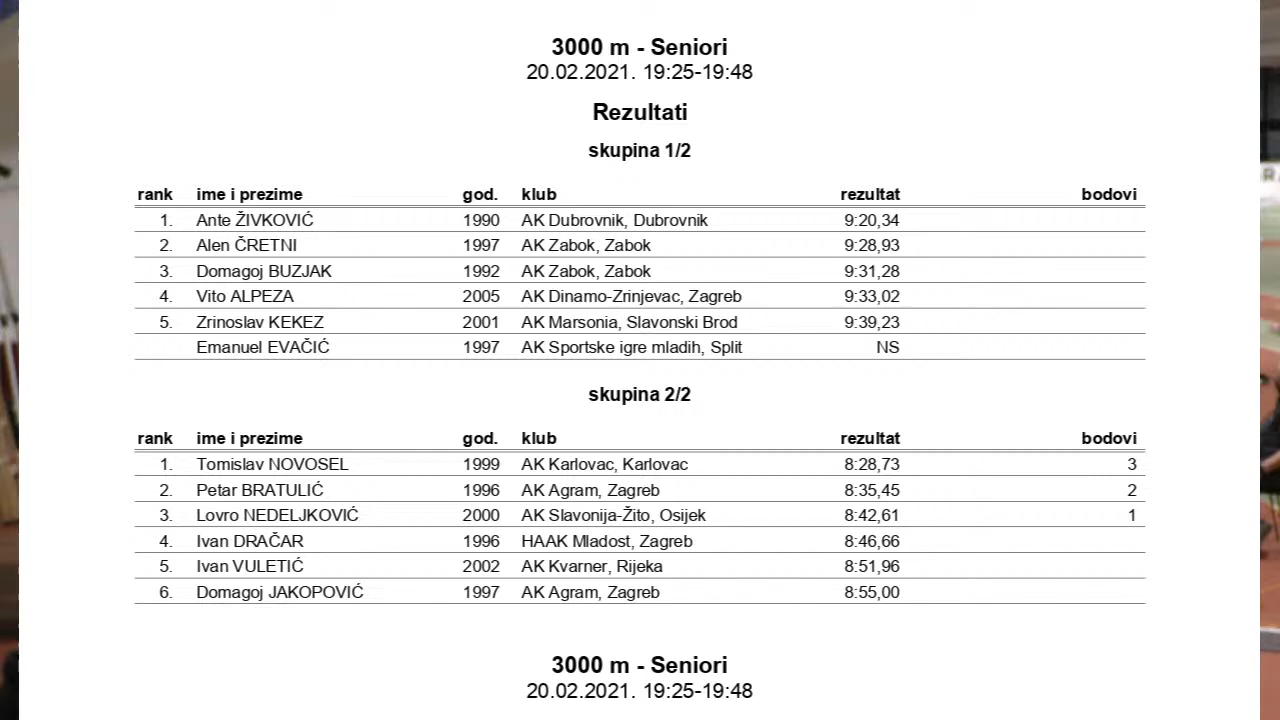 3000 m - Seniori
20.02.2021. 19:25-19:48
Rezultati
skupina 1/2
rank ime i prezime god. klub rezultat bodovi
1. Ante ŽIVKOVIĆ 1990 AK Dubrovnik, Dubrovnik 9:20,34
2. Alen ČRETNI 1997 AK Zabok, Zabok 9:28,93
3. Domagoj BUZJAK 1992 AK Zabok, Zabok 9:31,28
4. Vito ALPEZA 2005 AK Dinamo-Zrinjevac, Zagreb 9:33,02
5. Zrinoslav KEKEZ 2001 AK Marsonia, Slavonski Brod 9:39,23
Emanuel EVAČIĆ 1997 AK Sportske igre mladih, Split NS
skupina 2/2
rank ime i prezime god. klub rezultat bodovi
1. Tomislav NOVOSEL 1999 AK Karlovac, Karlovac 8:28,73 3
2. Petar BRATULIĆ 1996 AK Agram, Zagreb 8:35,45 2
3. Lovro NEDELJKOVIĆ 2000 AK Slavonija-Žito, Osijek 8:42,61 1
4. Ivan DRAČAR 1996 HAAK Mladost, Zagreb 8:46,66
5. Ivan VULETIĆ 2002 AK Kvarner, Rijeka 8:51,96
6. Domagoj JAKOPOVIĆ 1997 AK Agram, Zagreb 8:55,00
3000 m - Seniori
20.02.2021. 19:25-19:48